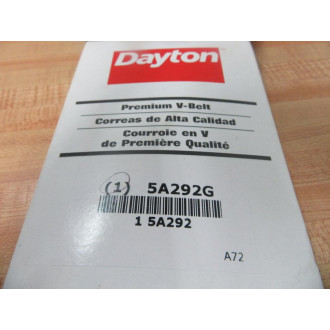 Dayton
Premium V-Belt
Correas de Alta Calidad
Courroie en V
de Première Qualité
(1) 5A292G
1 5A292
A72